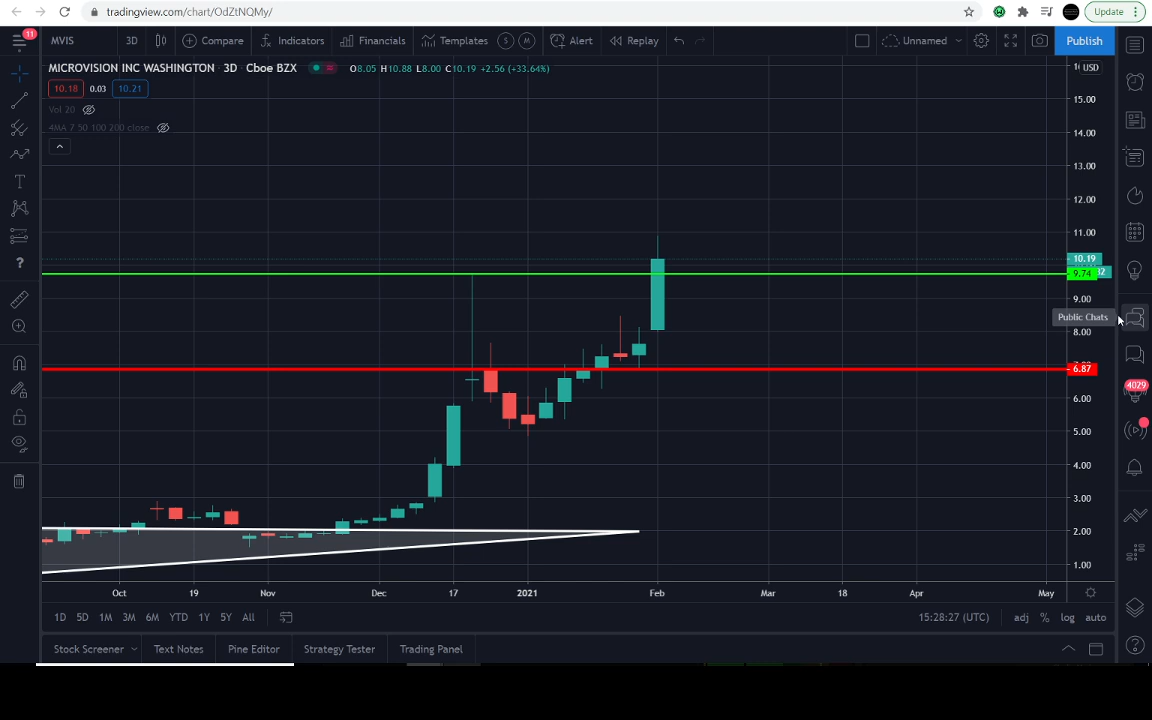 tradingview.com/chart/OdZtNQMy/
Update
11
MVIS 3D Compare Indicators Financials Templates $ M Alert Replay Unnamed Publish
MICROVISION INC WASHINGTON · 3D · Cboe BZX O8.05 H10.88 L8.00 C10.19 +2.56 (+33.64%)
USD
10.18 0.03 10.21
Vol 20
4MA 7 50 100 200 close
15.00
14.00
13.00
12.00
11.00
10.19
9.74
9.00
Public Chats
8.00
6.87
6.00
4029
5.00
4.00
3.00
2.00
1.00
Oct 19 Nov Dec 17 2021 Feb Mar 18 Apr May
1D 5D 1M 3M 6M YTD 1Y 5Y All 15:28:27 (UTC) adj % log auto
Stock Screener Text Notes Pine Editor Strategy Tester Trading Panel